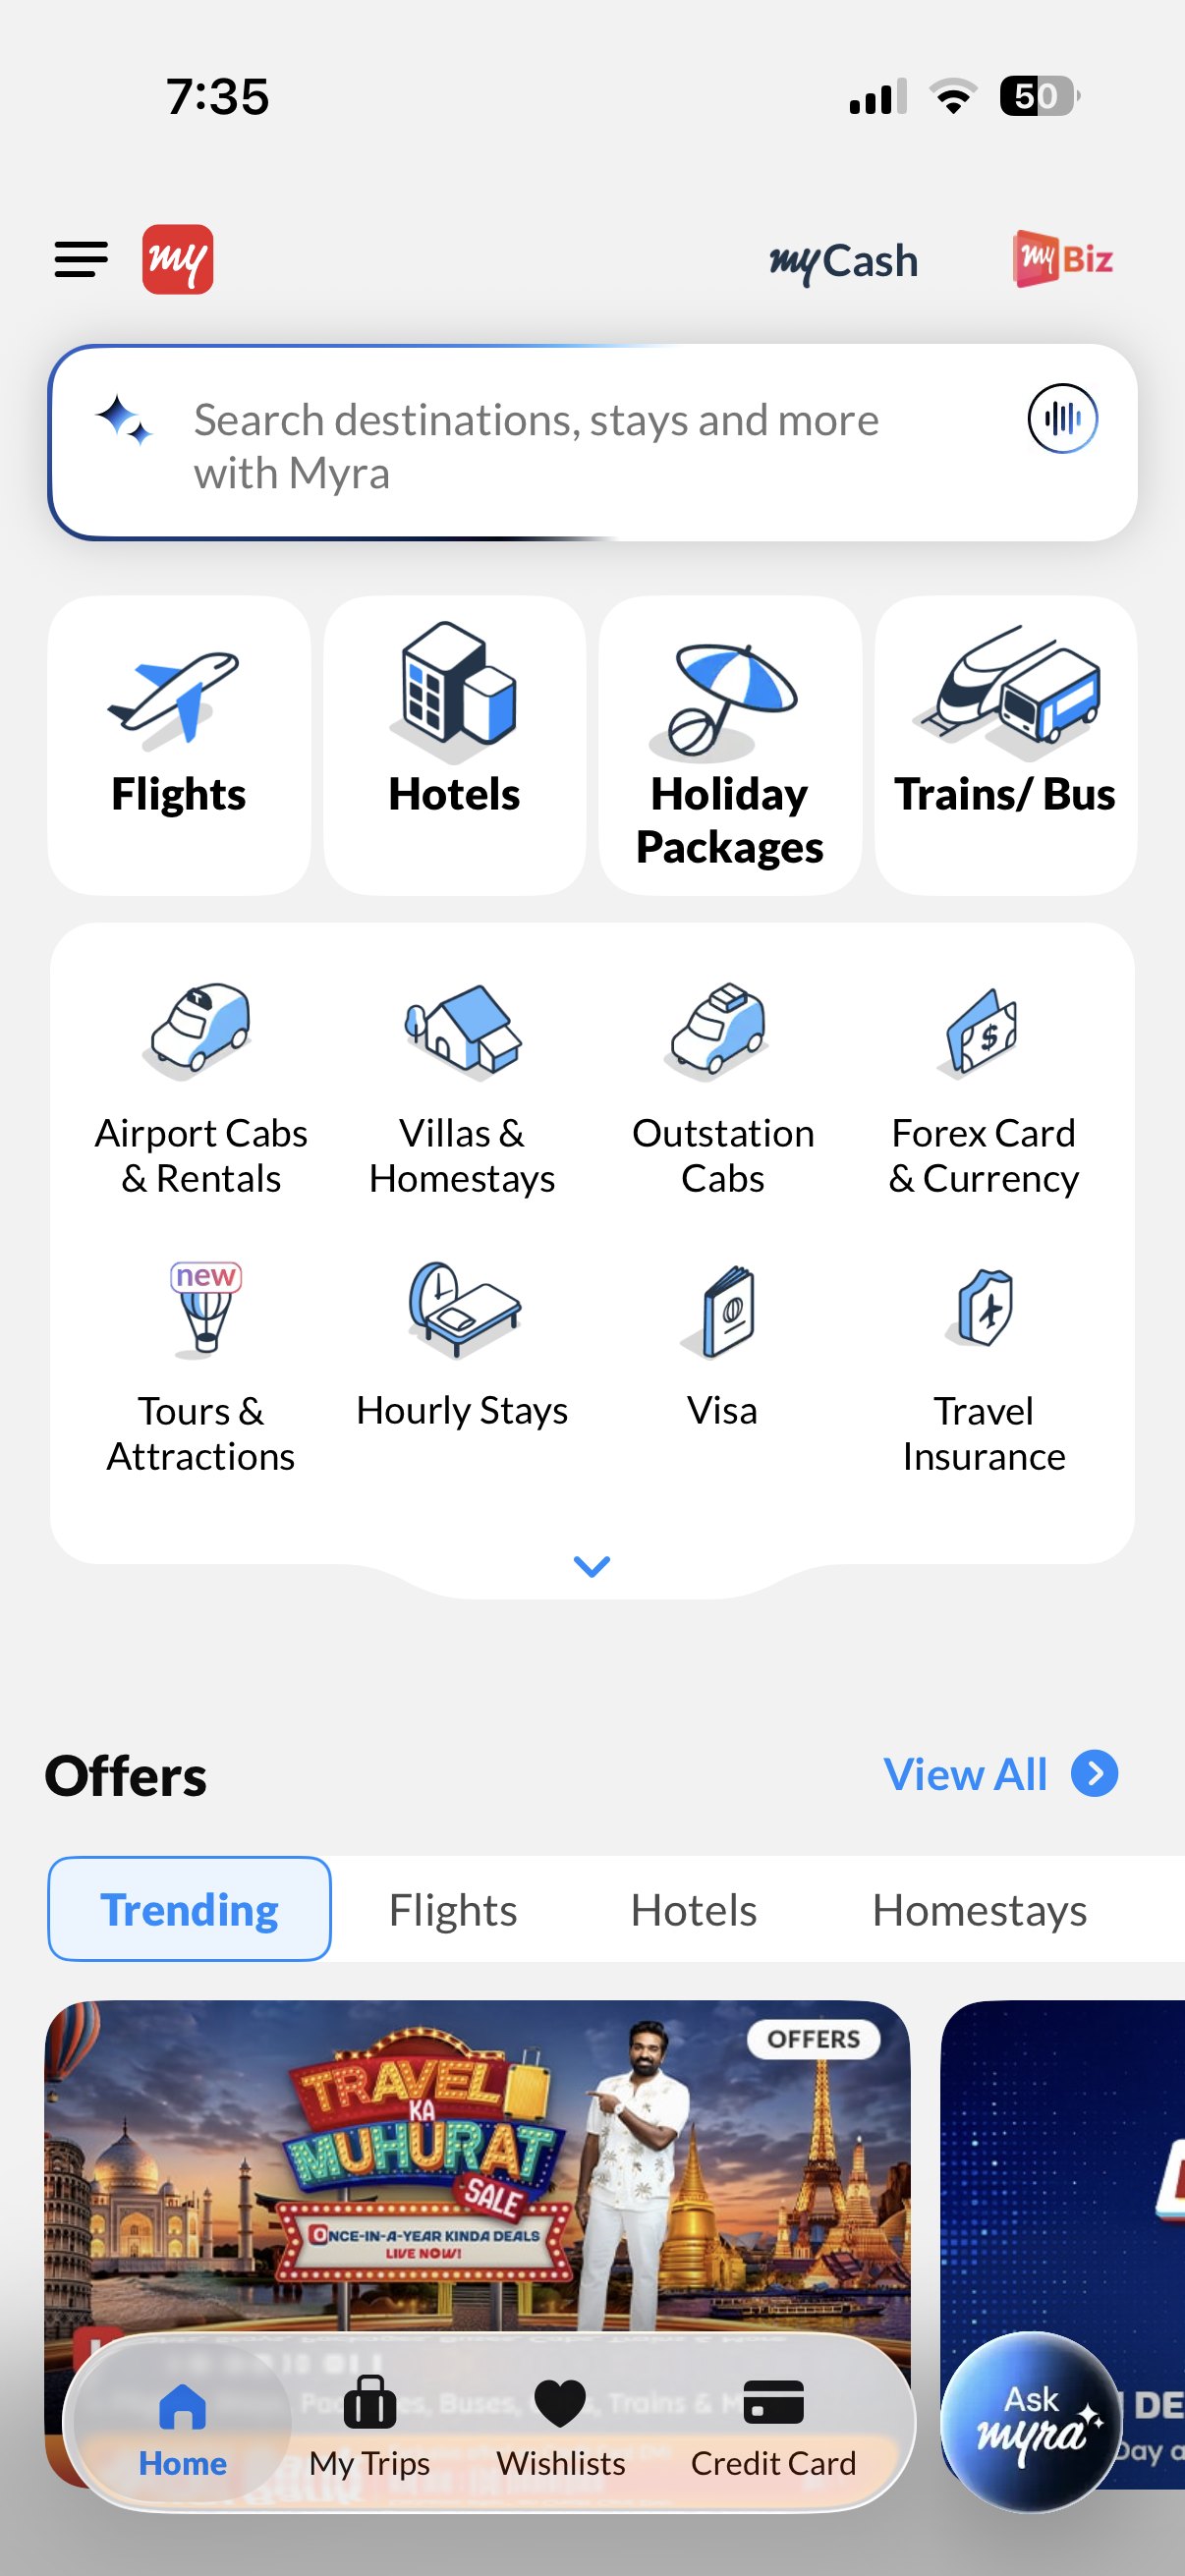 7:35
50
my
myCash
my Biz
Search destinations, stays and more
with Myra
Flights
Hotels
Holiday
Packages
Trains/ Bus
T
Airport Cabs
& Rentals
Villas &
Homestays
Outstation
Cabs
$
Forex Card
& Currency
new
Tours &
Attractions
Hourly Stays
Visa
Travel
Insurance
Offers
View All
Trending
Flights
Hotels
Homestays
OFFERS
TRAVEL
KA
MUHURAT
SALE
ONCE-IN-A-YEAR KINDA DEALS
LIVE NOW!
Home
My Trips
Wishlists
Credit Card
Ask
myra
DE
Day a